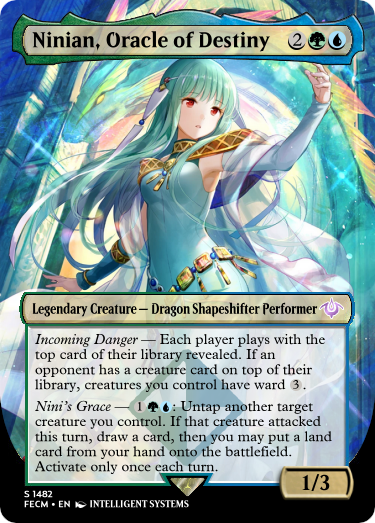 Ninian, Oracle of Destiny 2
Legendary Creature — Dragon Shapeshifter Performer
Incoming Danger — Each player plays with the
top card of their library revealed. If an
opponent has a creature card on top of their
library, creatures you control have ward 3.
Nini's Grace — 1: Untap another target
creature you control. If that creature attacked
this turn, draw a card, then you may put a land
card from your hand onto the battlefield.
Activate only once each turn.
1/3
S 1482
FECM • EN INTELLIGENT SYSTEMS